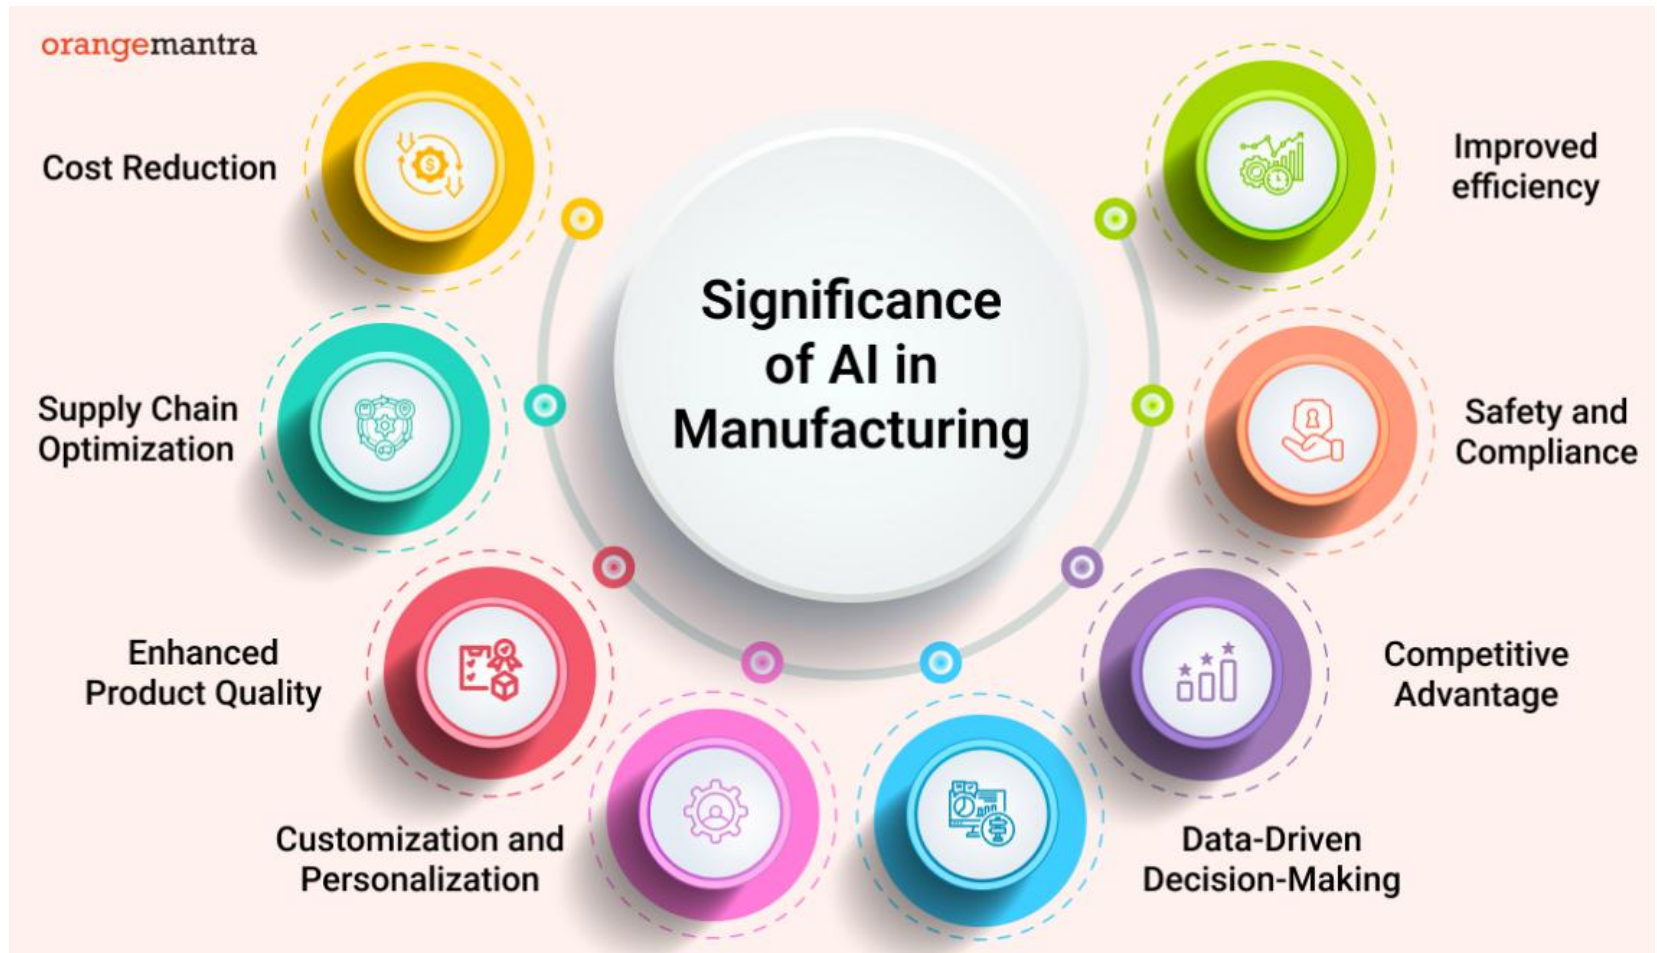 orangemantra
Significance
of AI in
Manufacturing
Cost Reduction
Supply Chain
Optimization
Enhanced
Product Quality
Customization and
Personalization
Data-Driven
Decision-Making
Competitive
Advantage
Safety and
Compliance
Improved
efficiency